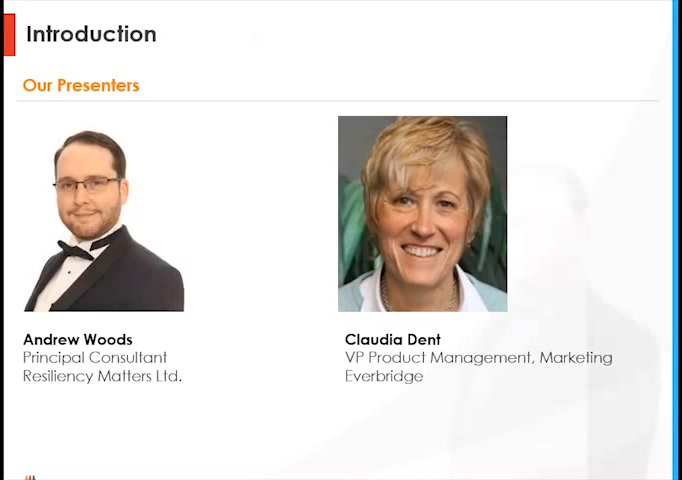 Introduction
Our Presenters
Andrew Woods
Principal Consultant
Resiliency Matters Ltd.
Claudia Dent
VP Product Management, Marketing
Everbridge